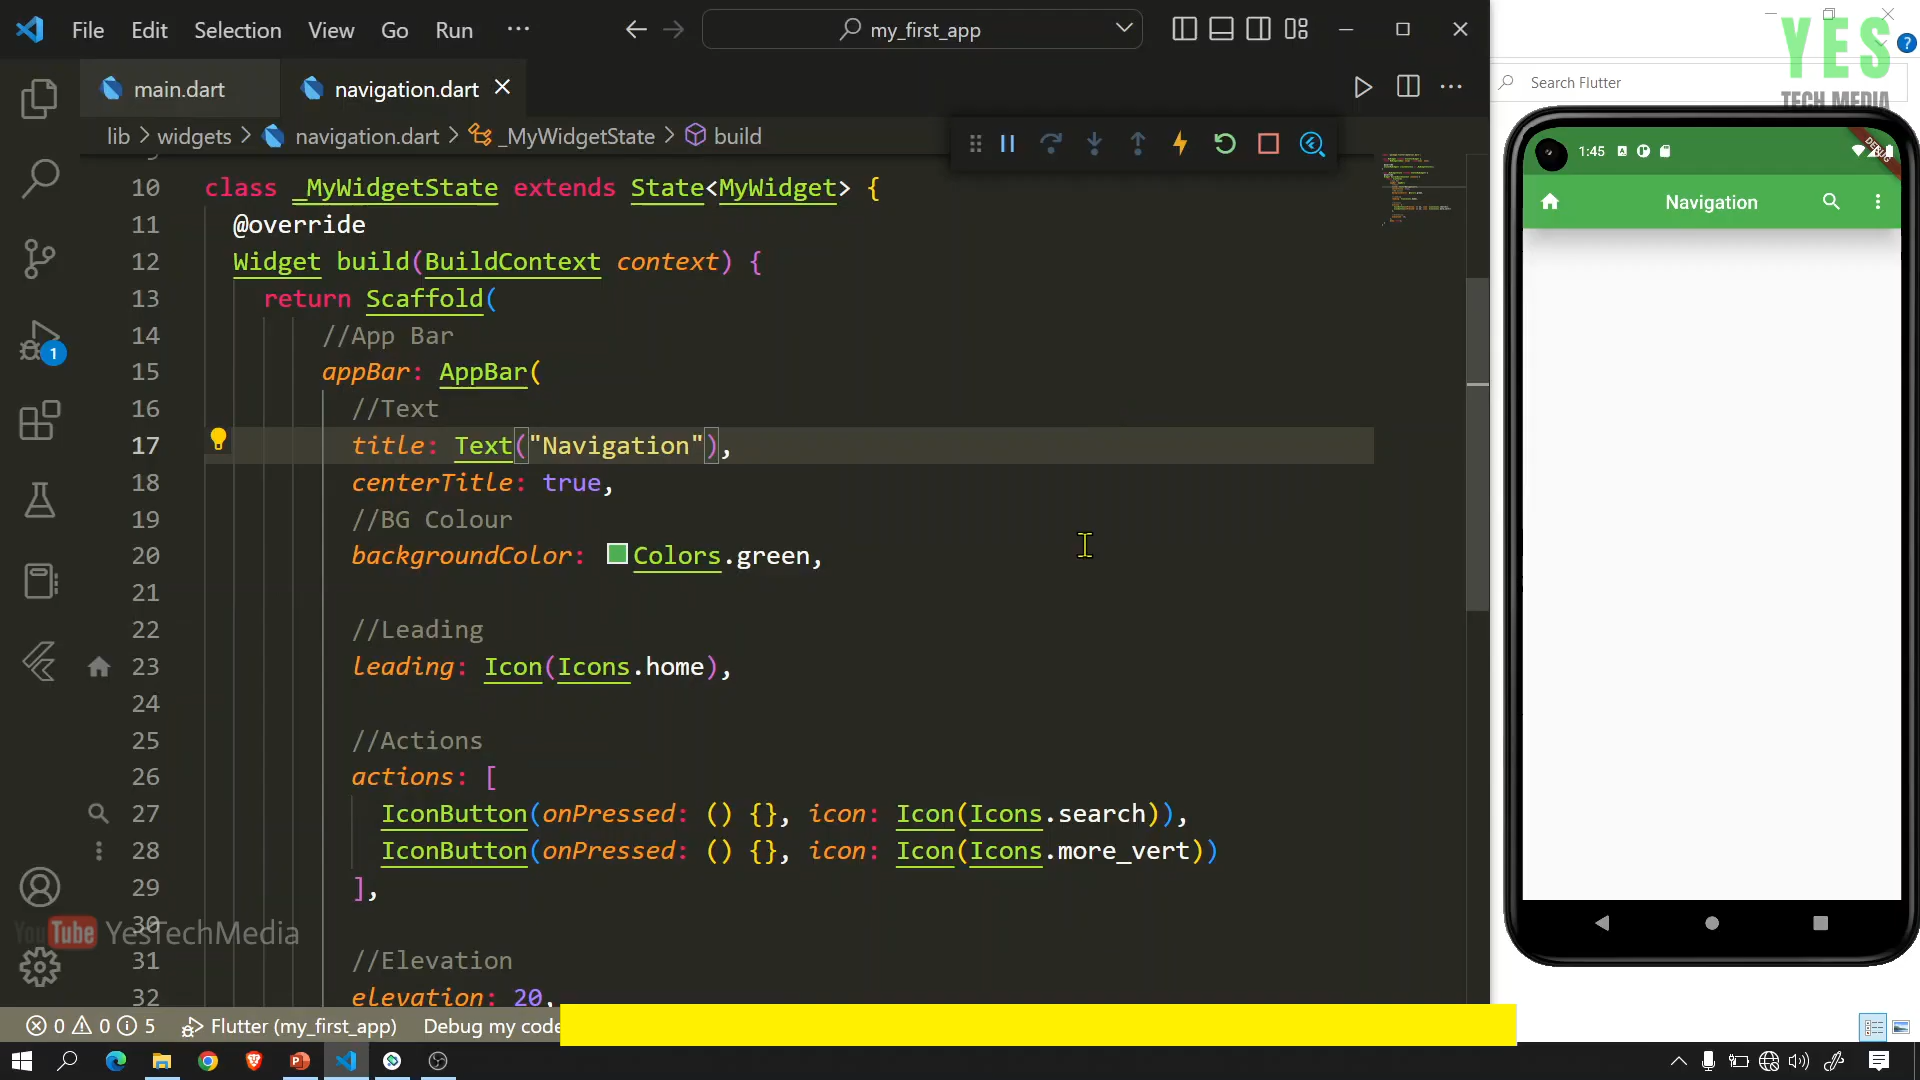 File Edit Selection View Go Run ...
my_first_app
main.dart
navigation.dart
lib > widgets > navigation.dart > _MyWidgetState > build
10 class _MyWidgetState extends State<MyWidget> {
11 @override
12 Widget build(BuildContext context) {
13 return Scaffold(
14 //App Bar
15 appBar: AppBar(
16 //Text
17 title: Text("Navigation"),
18 centerTitle: true,
19 //BG Colour
20 backgroundColor: Colors.green,
21
22 //Leading
23 leading: Icon(Icons.home),
24
25 //Actions
26 actions: [
27 IconButton(onPressed: () {}, icon: Icon(Icons.search)),
28 IconButton(onPressed: () {}, icon: Icon(Icons.more_vert))
29 ],
30
31 //Elevation
32 elevation: 20,
1
YouTube YesTechMedia
0 0 5 Flutter (my_first_app) Debug my code
YES
TECH MEDIA
?
Search Flutter
1:45
DEBUG
Navigation